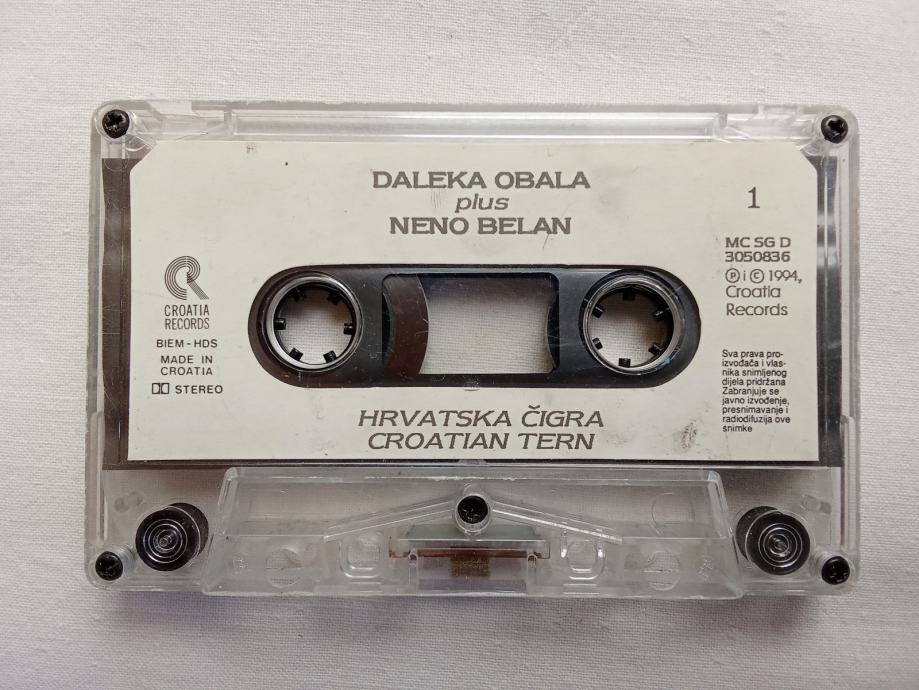 DALEKA OBALA
plus
NENO BELAN
1
MC SG D
3050836
Ⓟ i © 1994,
Croatia
Records
CROATIA
RECORDS
BIEM - HDS
MADE IN
CROATIA
STEREO
Sva prava pro-
izvođača i vlas-
nika snimljenog
dijela pridržana
Zabranjuje se
javno izvođenje,
presnimavanje i
radiodifuzija ove
snimke
HRVATSKA ČIGRA
CROATIAN TERN